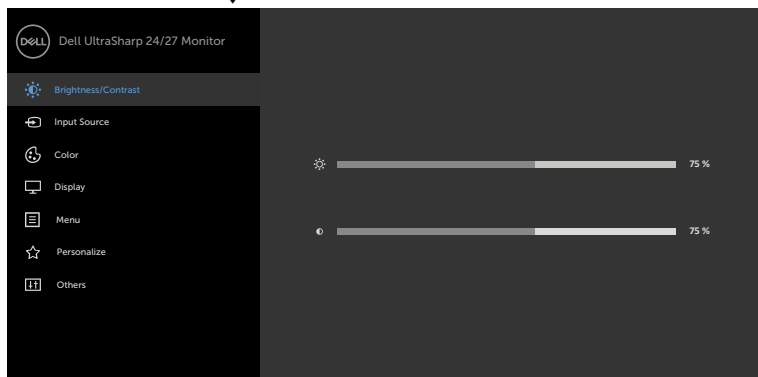 DELL
Dell UltraSharp 24/27 Monitor
Brightness/Contrast
Input Source
Color
75 %
Display
Menu
75 %
Personalize
Others